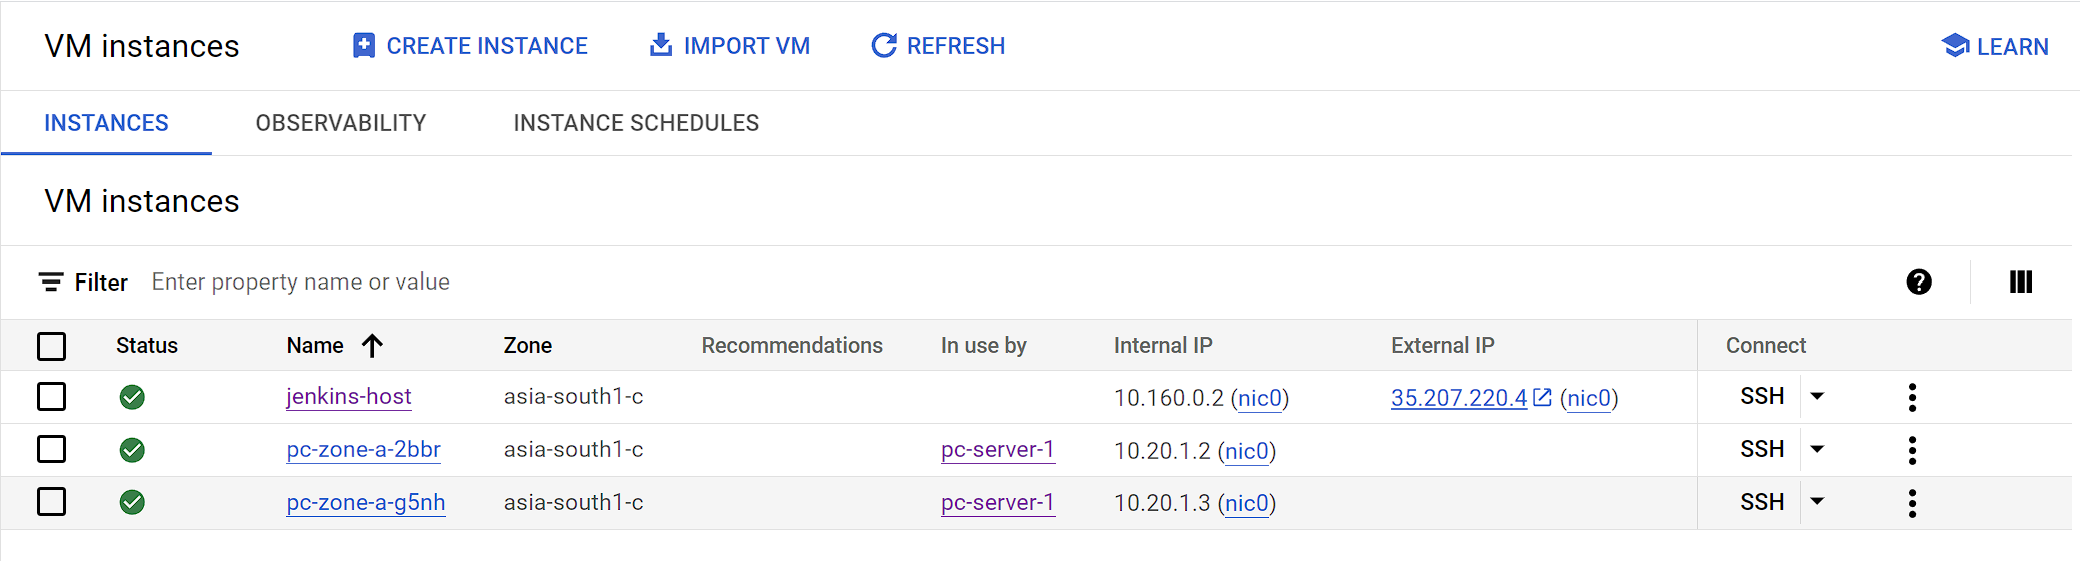 VM instances CREATE INSTANCE IMPORT VM REFRESH LEARN
INSTANCES OBSERVABILITY INSTANCE SCHEDULES
VM instances
Filter Enter property name or value
Status Name Zone Recommendations In use by Internal IP External IP Connect
jenkins-host asia-south1-c 10.160.0.2 (nic0) 35.207.220.4 (nic0) SSH
pc-zone-a-2bbr asia-south1-c pc-server-1 10.20.1.2 (nic0) SSH
pc-zone-a-g5nh asia-south1-c pc-server-1 10.20.1.3 (nic0) SSH